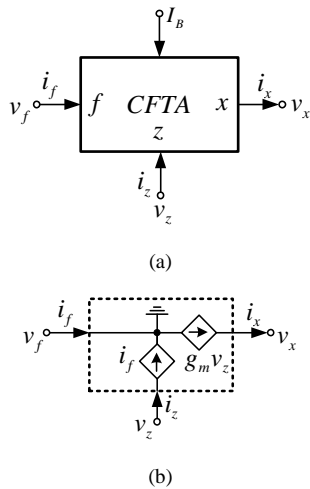 I_B
i_f
i_x
v_f
f CFTA x
v_x
z
i_z
v_z
(a)
i_f
i_x
v_f
v_x
i_f
g_m v_z
i_z
v_z
(b)